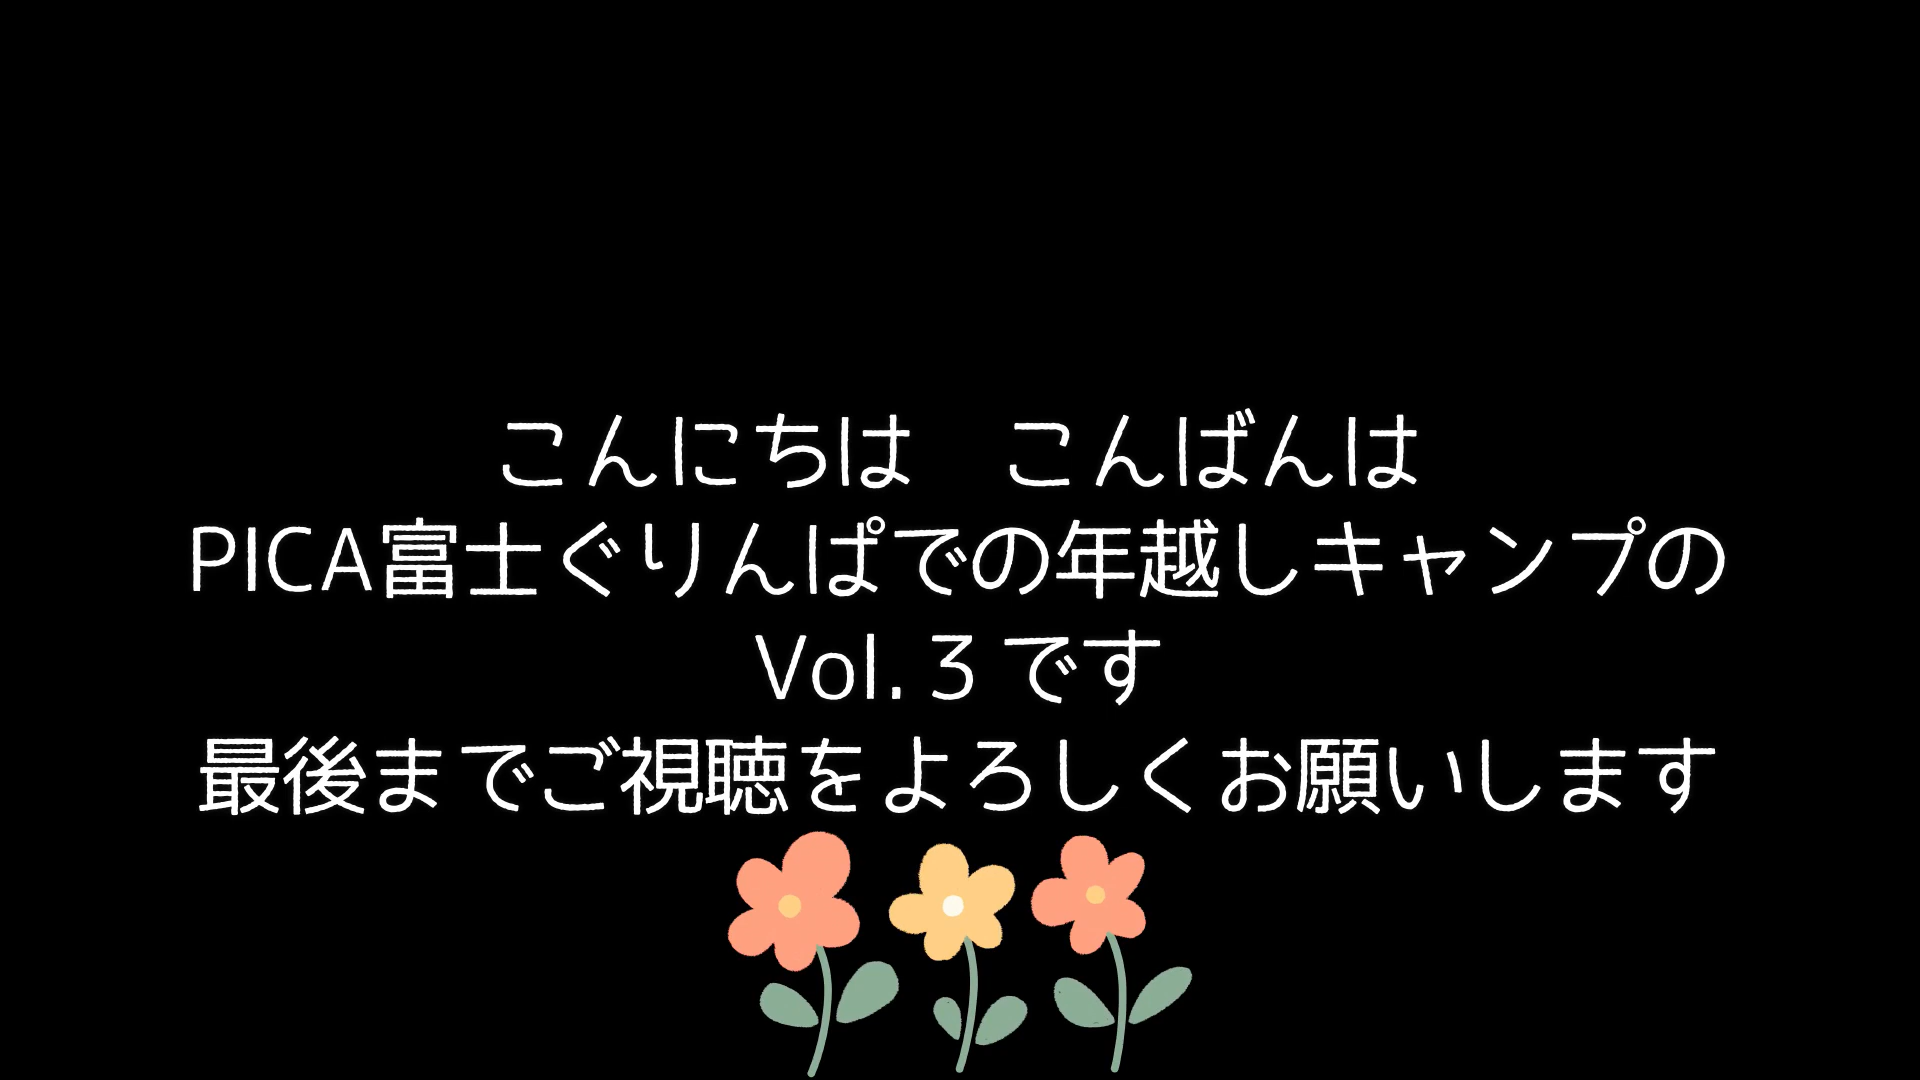 こんにちは　こんばんは
PICA富士ぐりんぱでの年越しキャンプの
Vol.３です
最後までご視聴をよろしくお願いします